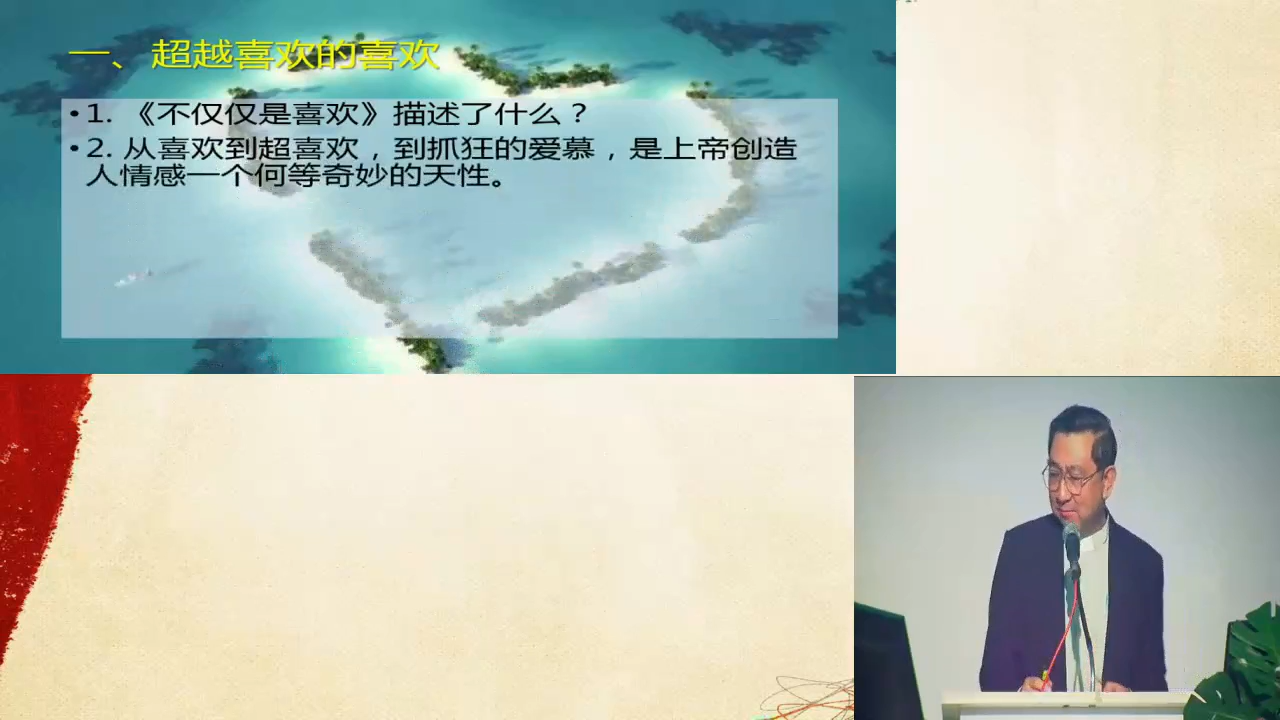 一、超越喜欢的喜欢
•1. 《不仅仅是喜欢》描述了什么？
•2. 从喜欢到超喜欢，到抓狂的爱慕，是上帝创造
人情感一个何等奇妙的天性。